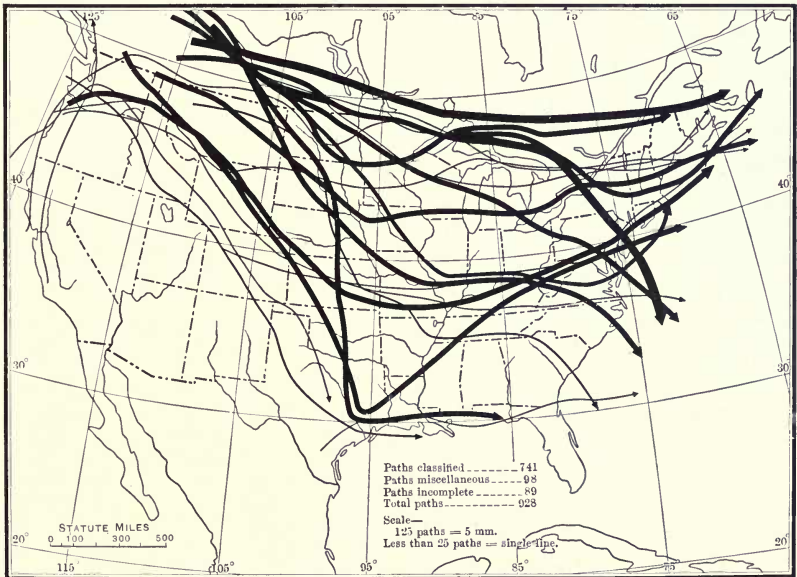 125°
105°
95°
85°
75°
65°
40°
40°
30°
30°
Paths classified 741
Paths miscellaneous 98
Paths incomplete 89
Total paths 928
Scale—
125 paths = 5 mm.
Less than 25 paths = single line.
STATUTE MILES
0 100 300 500
20°
20°
115°
105°
95°
85°
75°